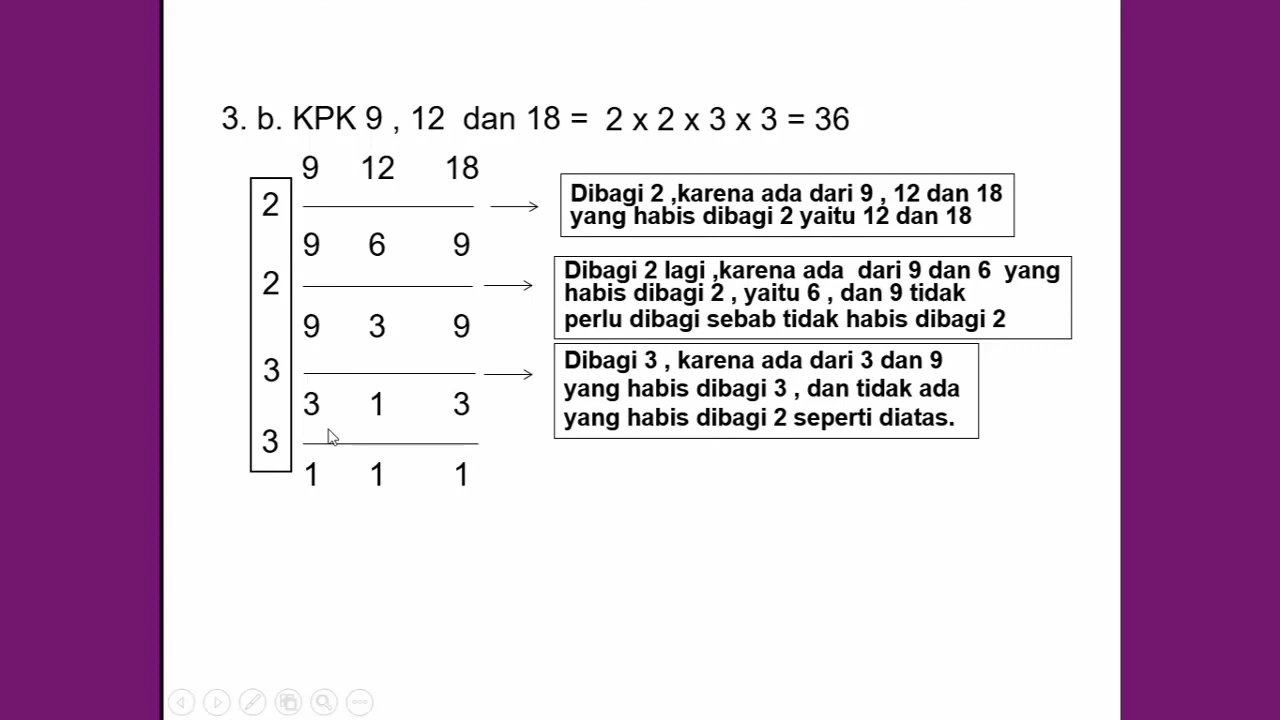 3. b. KPK 9 , 12 dan 18 = 2 x 2 x 3 x 3 = 36
9 12 18
2
9 6 9
2
9 3 9
3
3 1 3
3
1 1 1
Dibagi 2 ,karena ada dari 9 , 12 dan 18
yang habis dibagi 2 yaitu 12 dan 18
Dibagi 2 lagi ,karena ada dari 9 dan 6 yang
habis dibagi 2 , yaitu 6 , dan 9 tidak
perlu dibagi sebab tidak habis dibagi 2
Dibagi 3 , karena ada dari 3 dan 9
yang habis dibagi 3 , dan tidak ada
yang habis dibagi 2 seperti diatas.